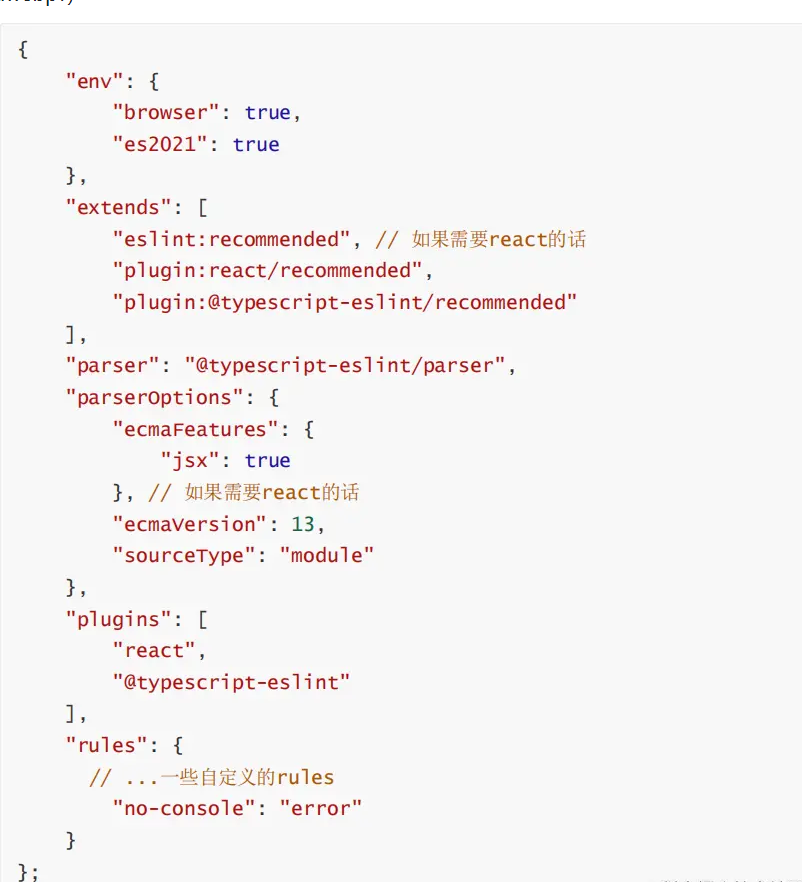 {
    "env": {
        "browser": true,
        "es2021": true
    },
    "extends": [
        "eslint:recommended", // 如果需要react的话
        "plugin:react/recommended",
        "plugin:@typescript-eslint/recommended"
    ],
    "parser": "@typescript-eslint/parser",
    "parserOptions": {
        "ecmaFeatures": {
            "jsx": true
        }, // 如果需要react的话
        "ecmaVersion": 13,
        "sourceType": "module"
    },
    "plugins": [
        "react",
        "@typescript-eslint"
    ],
    "rules": {
      // ...一些自定义的rules
        "no-console": "error"
    }
};